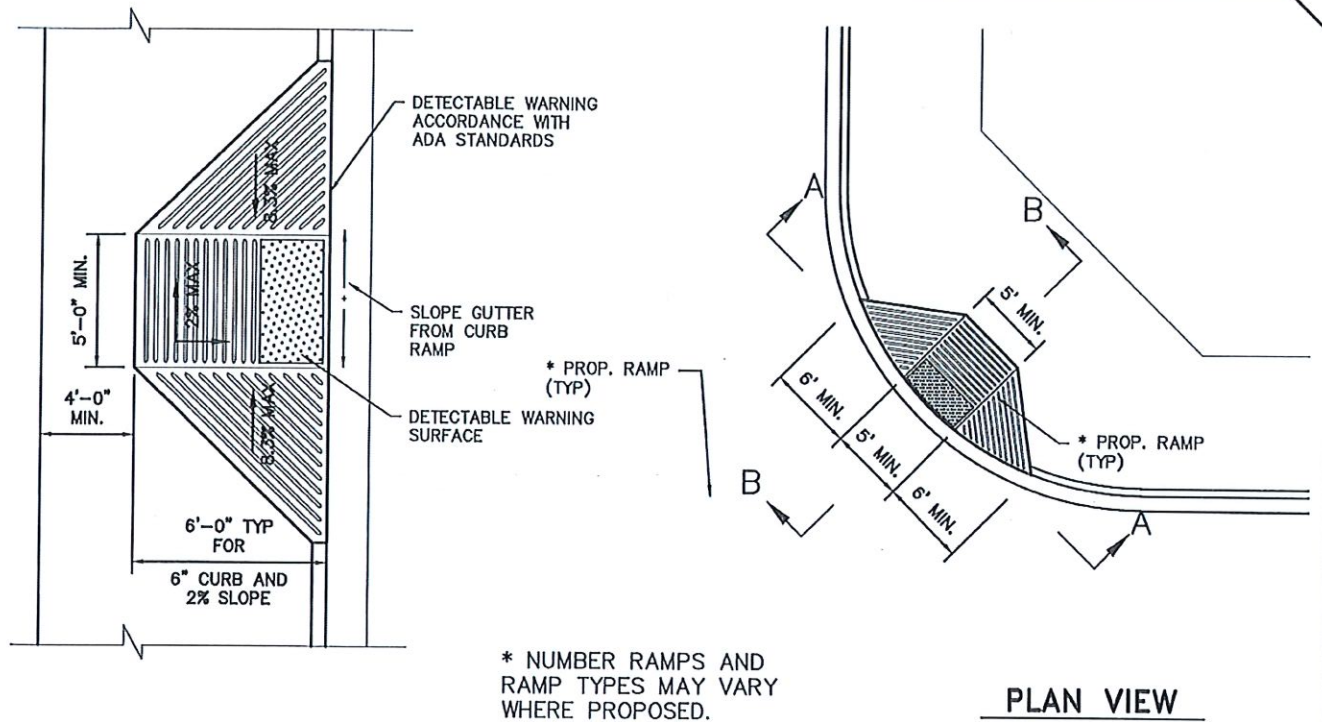 DETECTABLE WARNING
ACCORDANCE WITH
ADA STANDARDS
8.3% MAX
5'-0" MIN.
2% MAX
SLOPE GUTTER
FROM CURB
RAMP
4'-0"
MIN.
8.3% MAX
DETECTABLE WARNING
SURFACE
6'-0" TYP
FOR
6" CURB AND
2% SLOPE
* PROP. RAMP
(TYP)
A
B
5' MIN.
6' MIN.
5' MIN.
6' MIN.
* PROP. RAMP
(TYP)
B
A
* NUMBER RAMPS AND
RAMP TYPES MAY VARY
WHERE PROPOSED.
PLAN VIEW